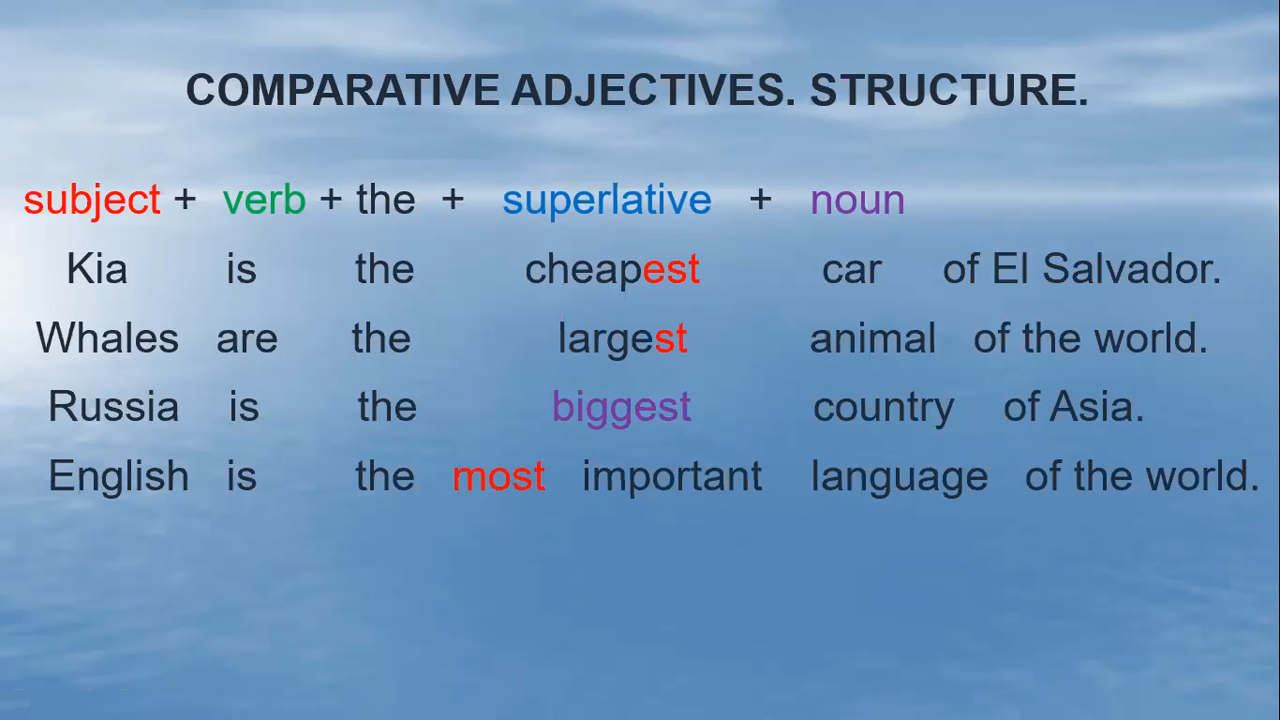 COMPARATIVE ADJECTIVES. STRUCTURE.
subject + verb + the + superlative + noun
Kia is the cheapest car of El Salvador.
Whales are the largest animal of the world.
Russia is the biggest country of Asia.
English is the most important language of the world.